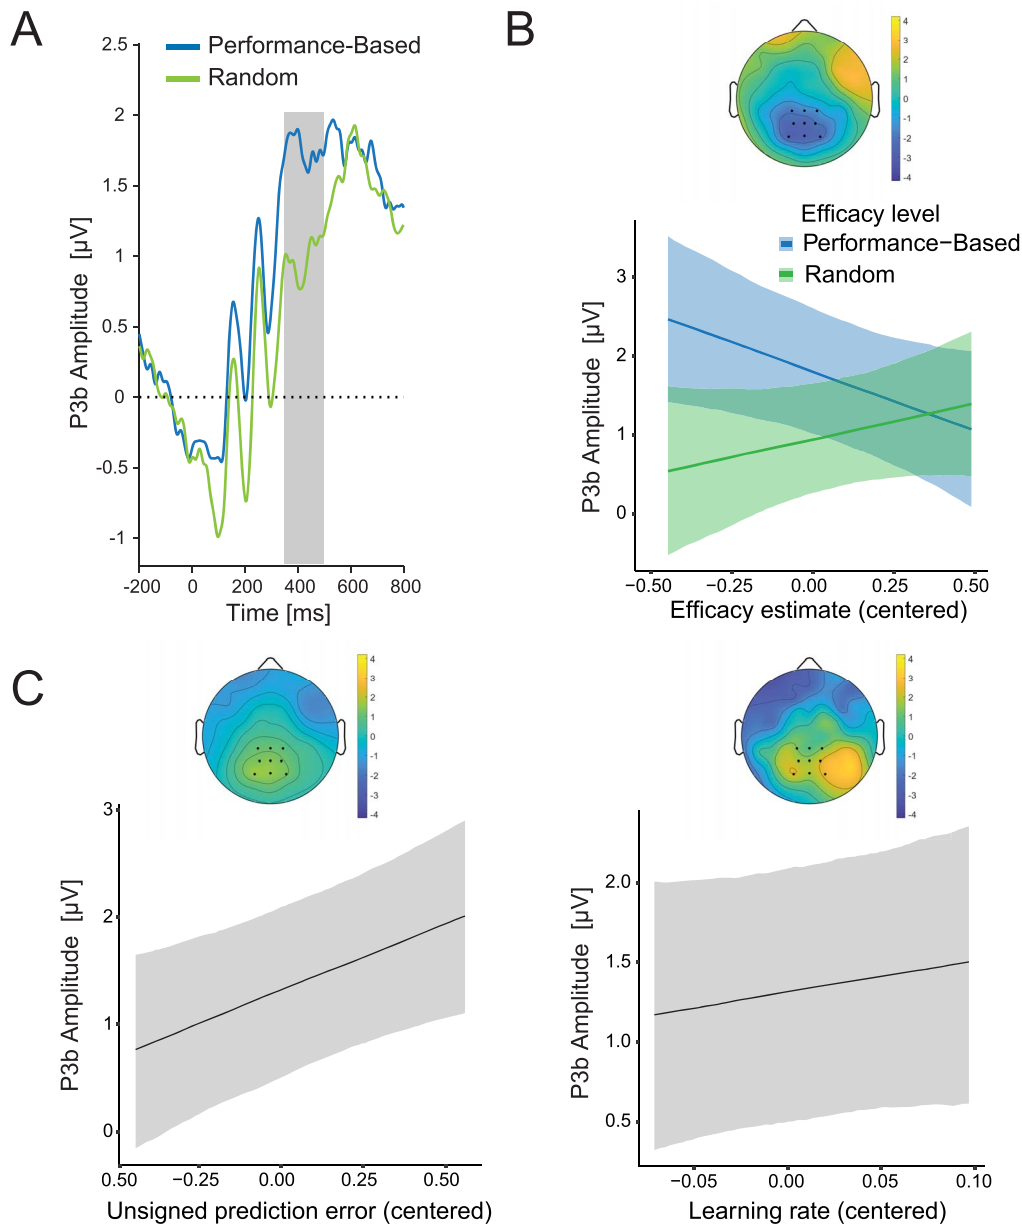 A
Performance-Based
Random
2.5
2
1.5
1
0.5
0
-0.5
-1
P3b Amplitude [µV]
-200 0 200 400 600 800
Time [ms]
B
4
3
2
1
0
-1
-2
-3
-4
Efficacy level
Performance−Based
Random
3
2
1
0
P3b Amplitude [µV]
−0.50 −0.25 0.00 0.25 0.50
Efficacy estimate (centered)
C
4
3
2
1
0
-1
-2
-3
-4
3
2
1
0
P3b Amplitude [µV]
0.50 −0.25 0.00 0.25 0.50
Unsigned prediction error (centered)
4
3
2
1
0
-1
-2
-3
-4
2.0
1.5
1.0
0.5
P3b Amplitude [µV]
−0.05 0.00 0.05 0.10
Learning rate (centered)